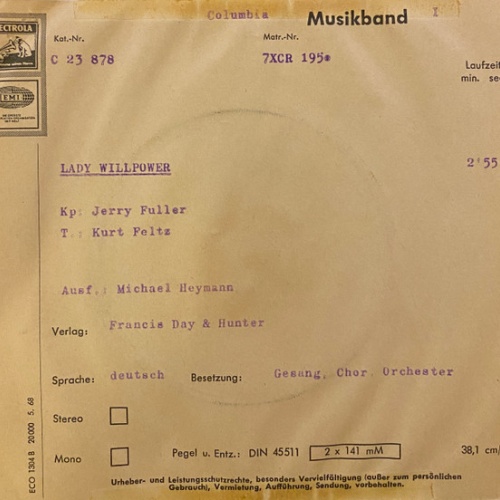 ECTROLA
Columbia Musikband I
Kat.-Nr. Matr.-Nr.
C 23 878 7XCR 195
Laufzeit
min. se
EMI
LADY WILLPOWER 2'55
Kp: Jerry Fuller
T.: Kurt Feltz
Ausf.: Michael Heymann
Verlag: Francis Day & Hunter
Sprache: deutsch Besetzung: Gesang, Chor, Orchester
Stereo
Mono Pegel u. Entz.: DIN 45511 2 x 141 mM 38,1 cm/
Urheber- und Leistungsschutzrechte, besonders Vervielfältigung (außer zum persönlichen
Gebrauch), Vermietung, Aufführung, Sendung, vorbehalten.
ECO 1304 B 20000 5. 68